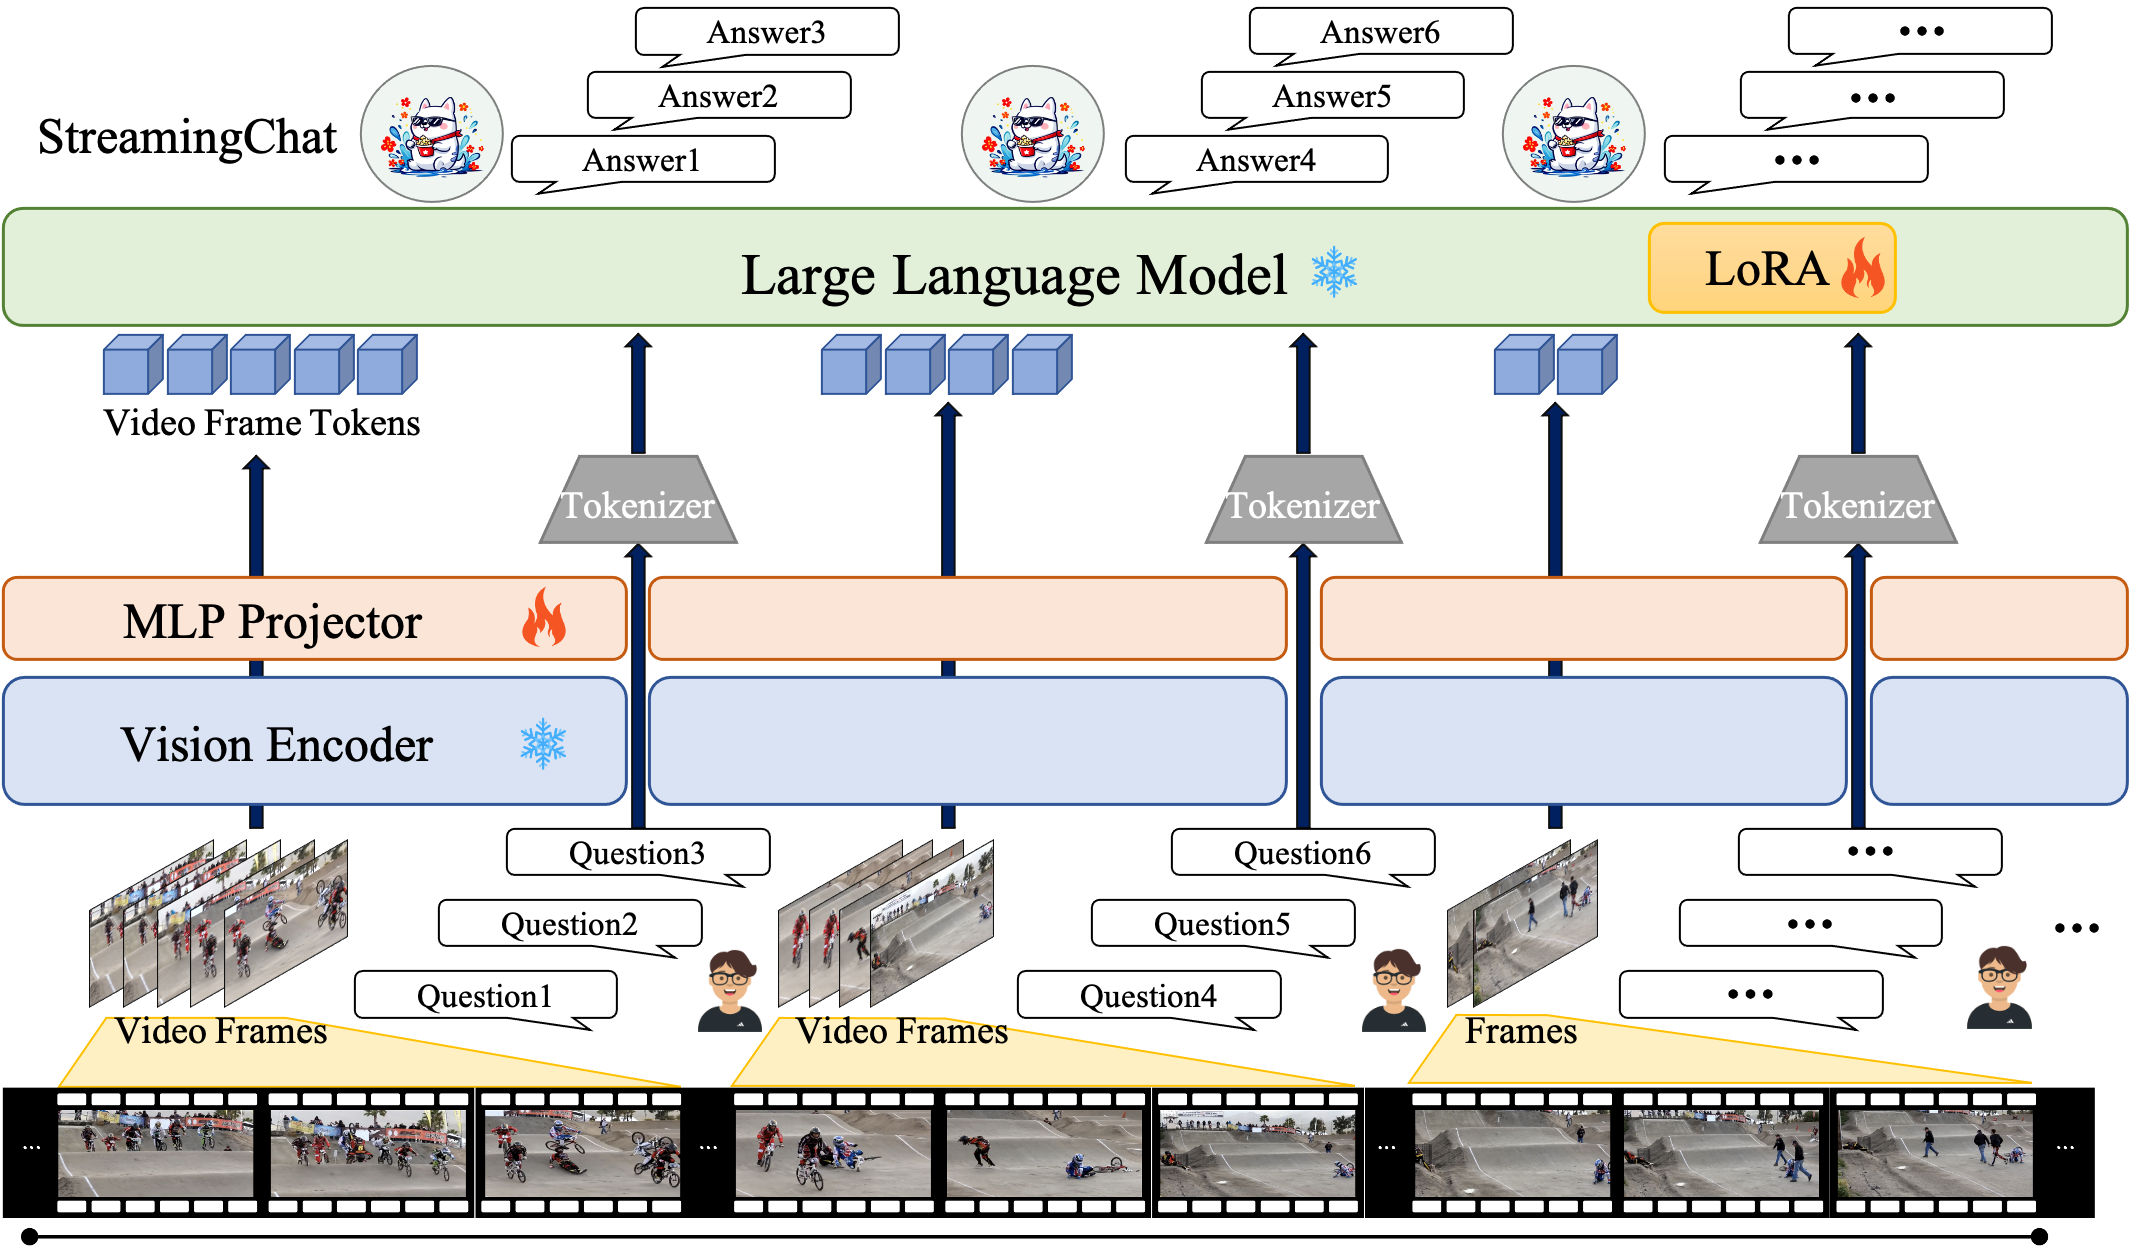 Answer3
Answer6
•••
Answer2
Answer5
•••
StreamingChat
Answer1
Answer4
•••
Large Language Model
LoRA
Video Frame Tokens
Tokenizer
Tokenizer
Tokenizer
MLP Projector
Vision Encoder
Question3
Question6
•••
Question2
Question5
•••
•••
Question1
Question4
•••
Video Frames
Video Frames
Frames
...
...
...
...